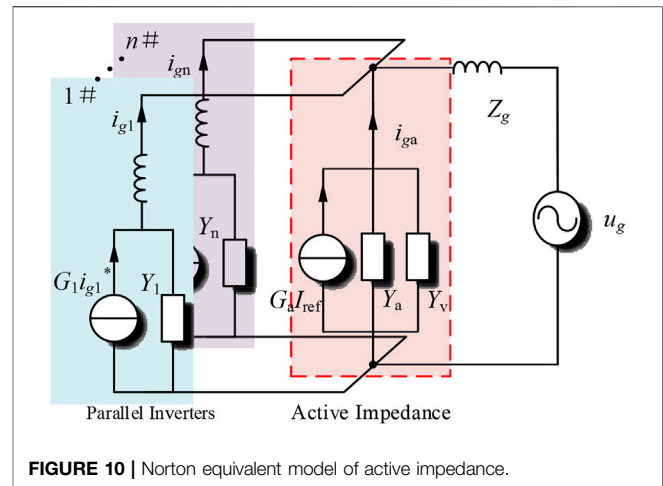 n#
1#
i_gn
i_g1
i_ga
Z_g
u_g
Y_n
G_1 i_g1*
Y_1
G_a I_ref
Y_a
Y_v
Parallel Inverters
Active Impedance
FIGURE 10 | Norton equivalent model of active impedance.